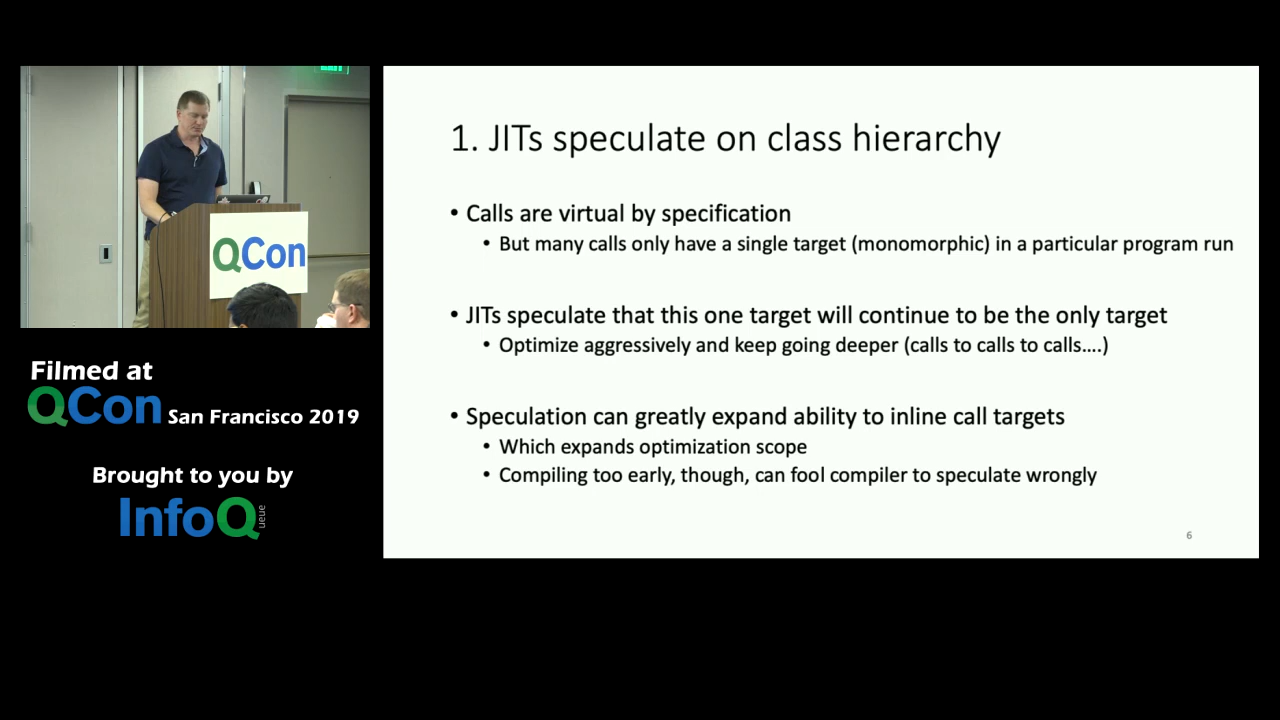 EXIT
QCon
Filmed at
QCon San Francisco 2019
Brought to you by
InfoQ
ueue
1. JITs speculate on class hierarchy
• Calls are virtual by specification
• But many calls only have a single target (monomorphic) in a particular program run
• JITs speculate that this one target will continue to be the only target
• Optimize aggressively and keep going deeper (calls to calls to calls….)
• Speculation can greatly expand ability to inline call targets
• Which expands optimization scope
• Compiling too early, though, can fool compiler to speculate wrongly
6